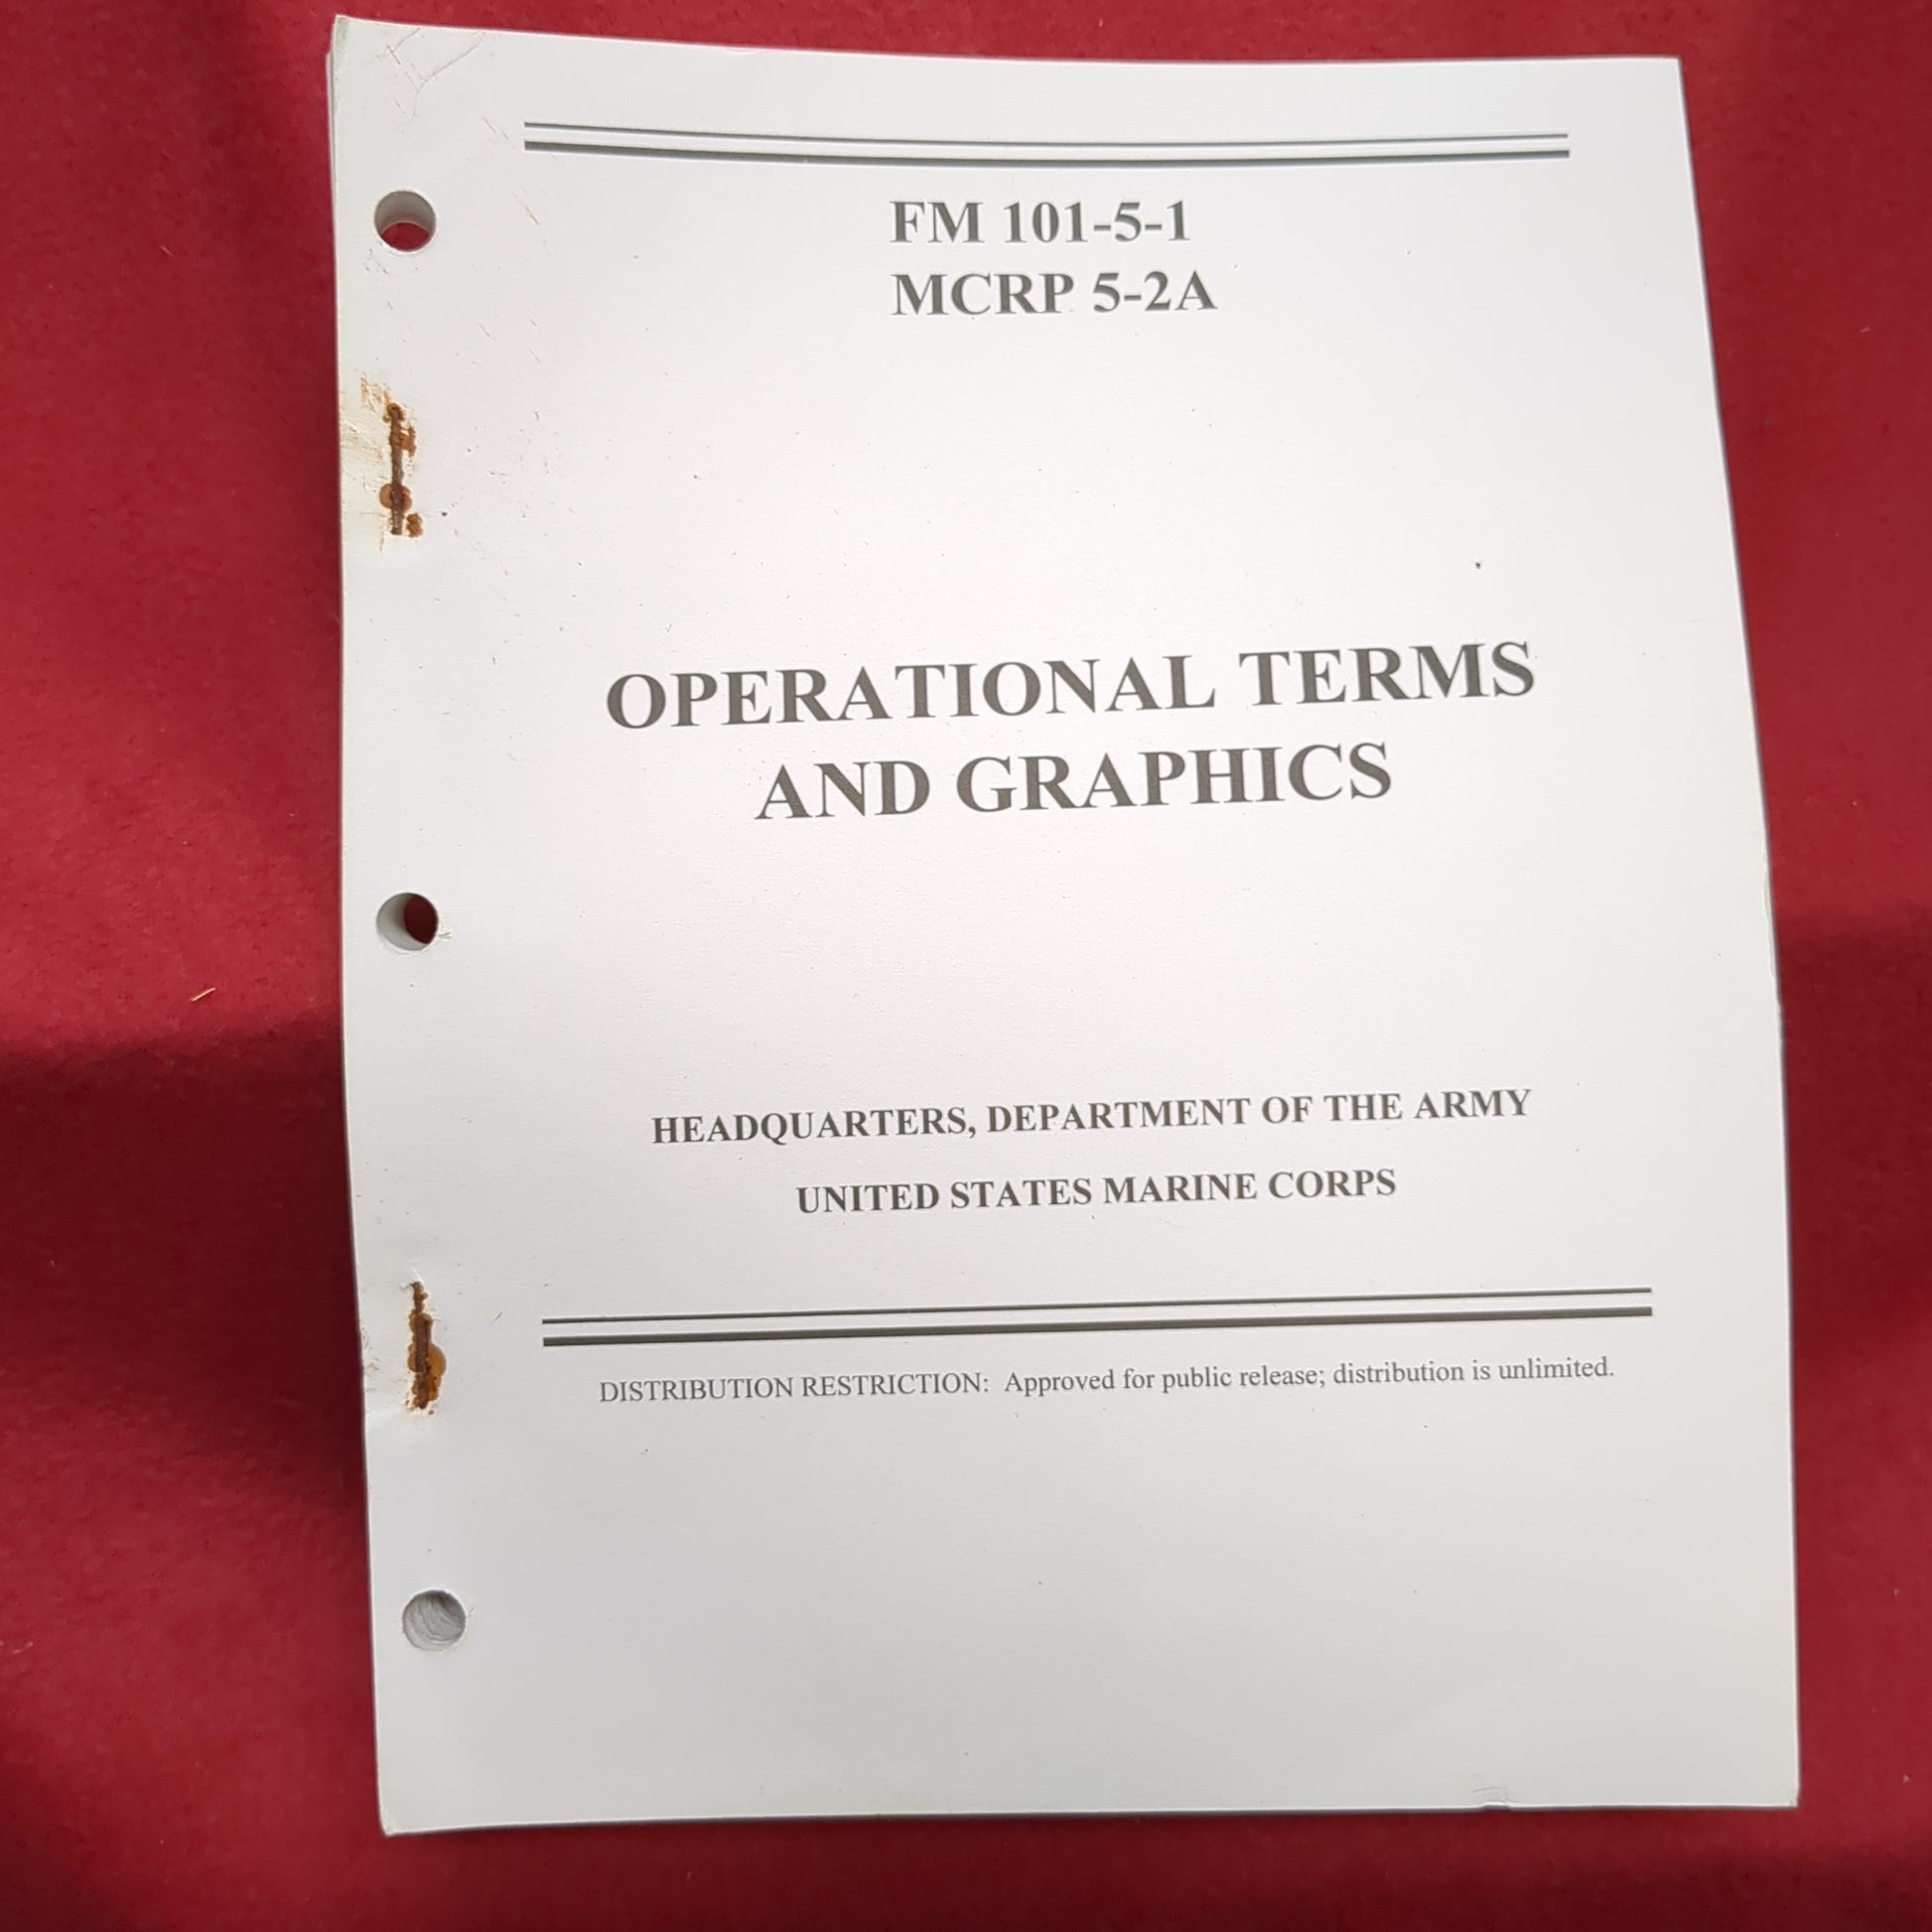 FM 101-5-1
MCRP 5-2A
OPERATIONAL TERMS
AND GRAPHICS
HEADQUARTERS, DEPARTMENT OF THE ARMY
UNITED STATES MARINE CORPS
DISTRIBUTION RESTRICTION: Approved for public release; distribution is unlimited.